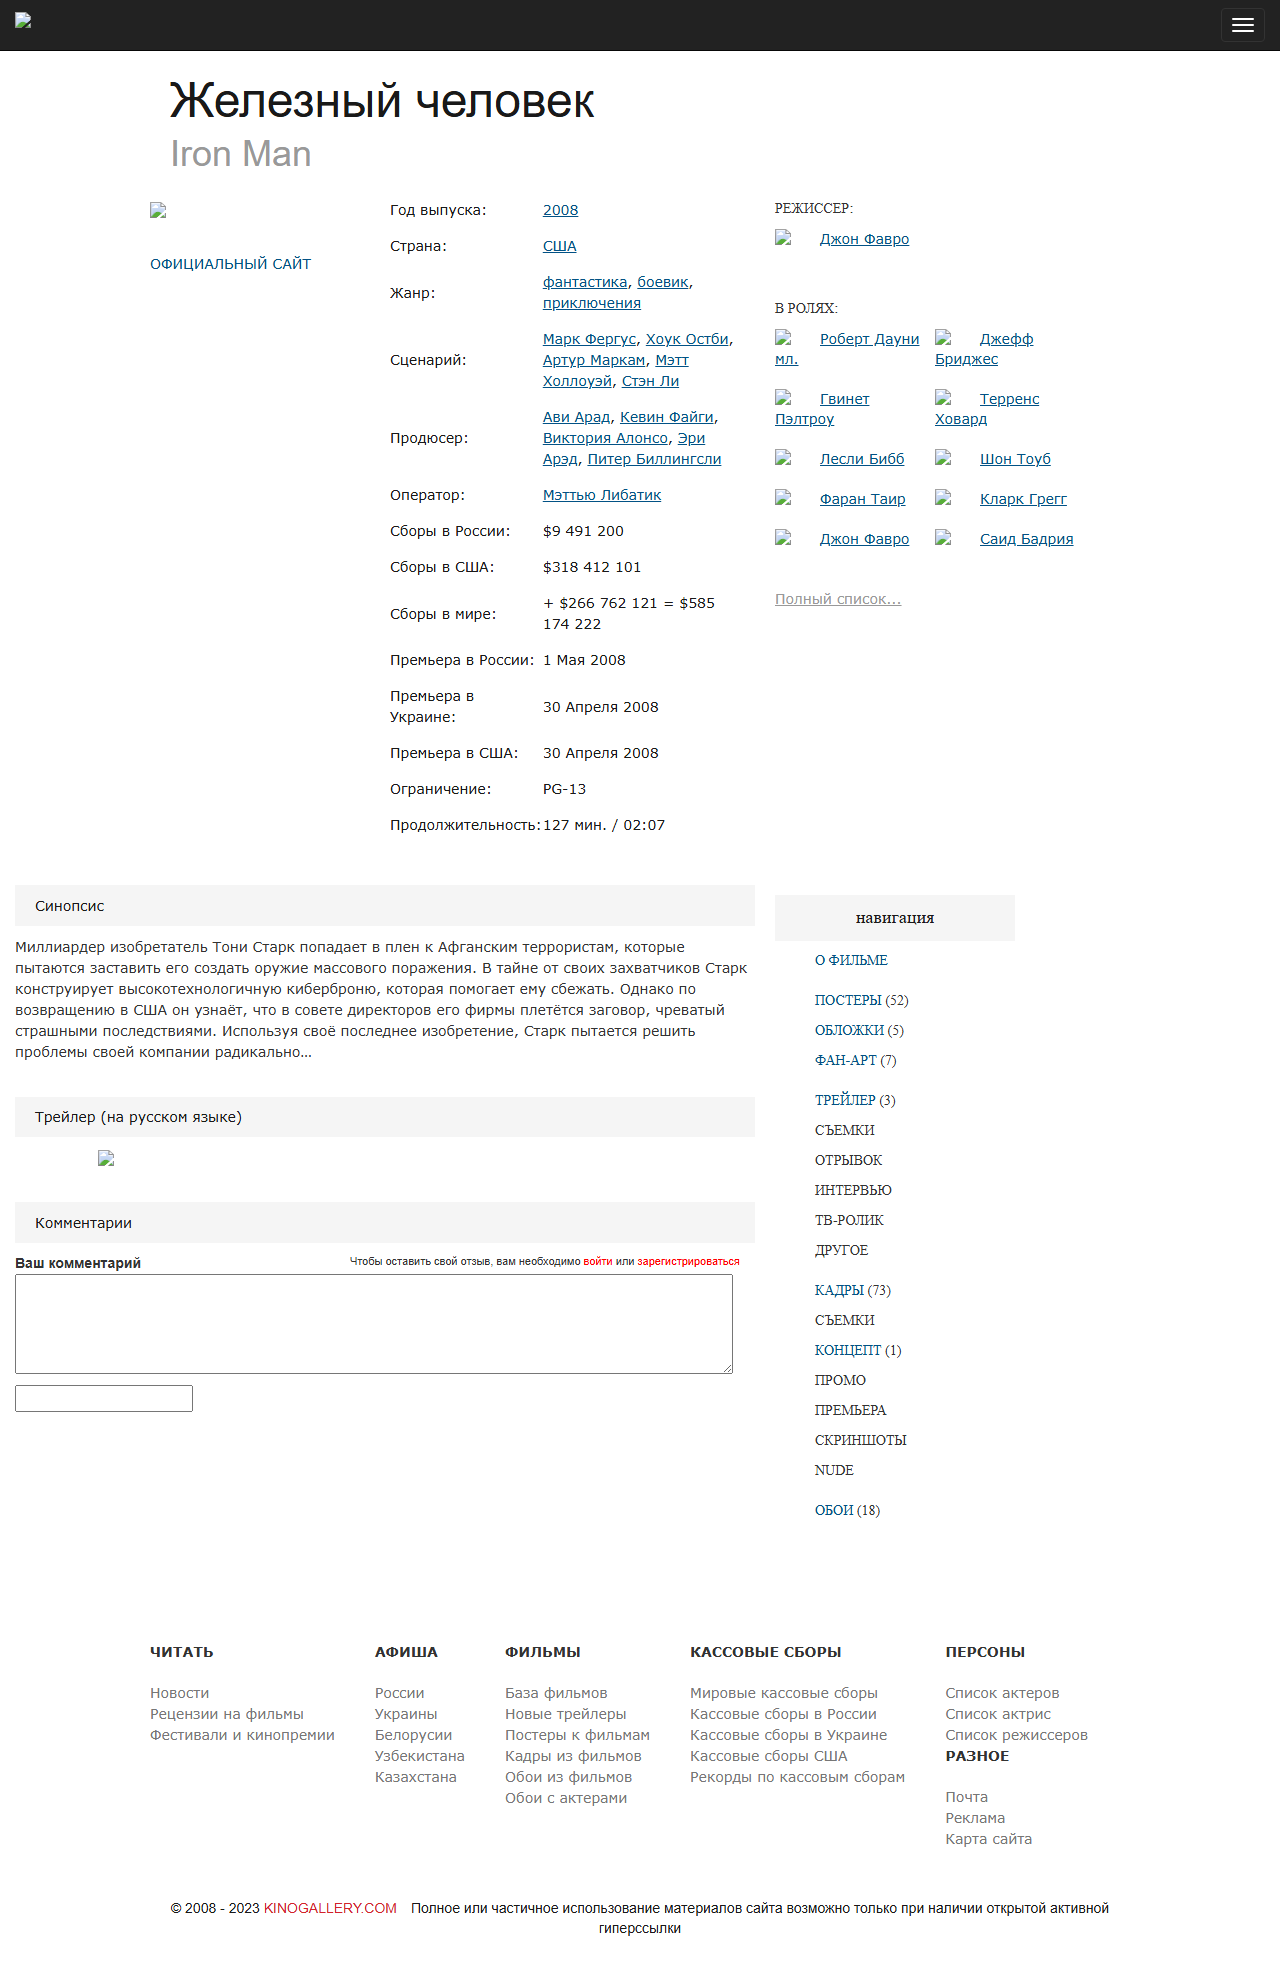 Железный человек
Iron Man
ОФИЦИАЛЬНЫЙ САЙТ
Год выпуска: 2008
Страна: США
Жанр: фантастика, боевик,
приключения
Сценарий: Марк Фергус, Хоук Остби,
Артур Маркам, Мэтт
Холлоуэй, Стэн Ли
Продюсер: Ави Арад, Кевин Файги,
Виктория Алонсо, Эри
Арэд, Питер Биллингсли
Оператор: Мэттью Либатик
Сборы в России: $9 491 200
Сборы в США: $318 412 101
Сборы в мире: + $266 762 121 = $585
174 222
Премьера в России: 1 Мая 2008
Премьера в
Украине: 30 Апреля 2008
Премьера в США: 30 Апреля 2008
Ограничение: PG-13
Продолжительность: 127 мин. / 02:07
РЕЖИССЕР:
Джон Фавро
В РОЛЯХ:
Роберт Дауни
мл.
Джефф
Бриджес
Гвинет
Пэлтроу
Терренс
Ховард
Лесли Бибб
Шон Тоуб
Фаран Таир
Кларк Грегг
Джон Фавро
Саид Бадрия
Полный список...
Синопсис
Миллиардер изобретатель Тони Старк попадает в плен к Афганским террористам, которые
пытаются заставить его создать оружие массового поражения. В тайне от своих захватчиков Старк
конструирует высокотехнологичную киберброню, которая помогает ему сбежать. Однако по
возвращению в США он узнаёт, что в совете директоров его фирмы плетётся заговор, чреватый
страшными последствиями. Используя своё последнее изобретение, Старк пытается решить
проблемы своей компании радикально…
Трейлер (на русском языке)
Комментарии
Ваш комментарий
Чтобы оставить свой отзыв, вам необходимо войти или зарегистрироваться
навигация
О ФИЛЬМЕ
ПОСТЕРЫ (52)
ОБЛОЖКИ (5)
ФАН-АРТ (7)
ТРЕЙЛЕР (3)
СЪЕМКИ
ОТРЫВОК
ИНТЕРВЬЮ
ТВ-РОЛИК
ДРУГОЕ
КАДРЫ (73)
СЪЕМКИ
КОНЦЕПТ (1)
ПРОМО
ПРЕМЬЕРА
СКРИНШОТЫ
NUDE
ОБОИ (18)
ЧИТАТЬ
Новости
Рецензии на фильмы
Фестивали и кинопремии
АФИША
России
Украины
Белорусии
Узбекистана
Казахстана
ФИЛЬМЫ
База фильмов
Новые трейлеры
Постеры к фильмам
Кадры из фильмов
Обои из фильмов
Обои с актерами
КАССОВЫЕ СБОРЫ
Мировые кассовые сборы
Кассовые сборы в России
Кассовые сборы в Украине
Кассовые сборы США
Рекорды по кассовым сборам
ПЕРСОНЫ
Список актеров
Список актрис
Список режиссеров
РАЗНОЕ
Почта
Реклама
Карта сайта
© 2008 - 2023 KINOGALLERY.COM Полное или частичное использование материалов сайта возможно только при наличии открытой активной
гиперссылки